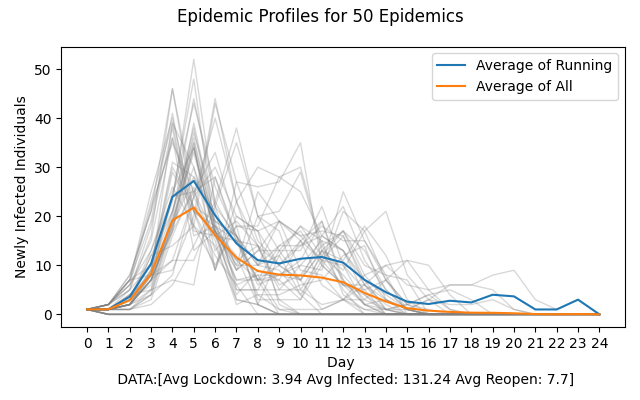 Epidemic Profiles for 50 Epidemics
Average of Running
Average of All
Newly Infected Individuals
50
40
30
20
10
0
0 1 2 3 4 5 6 7 8 9 10 11 12 13 14 15 16 17 18 19 20 21 22 23 24
Day
DATA:[Avg Lockdown: 3.94 Avg Infected: 131.24 Avg Reopen: 7.7]